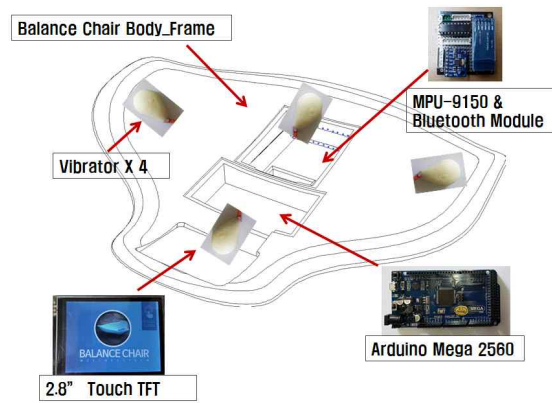 Balance Chair Body_Frame
MPU-9150 &
Bluetooth Module
Vibrator X 4
BALANCE CHAIR
Arduino Mega 2560
2.8” Touch TFT